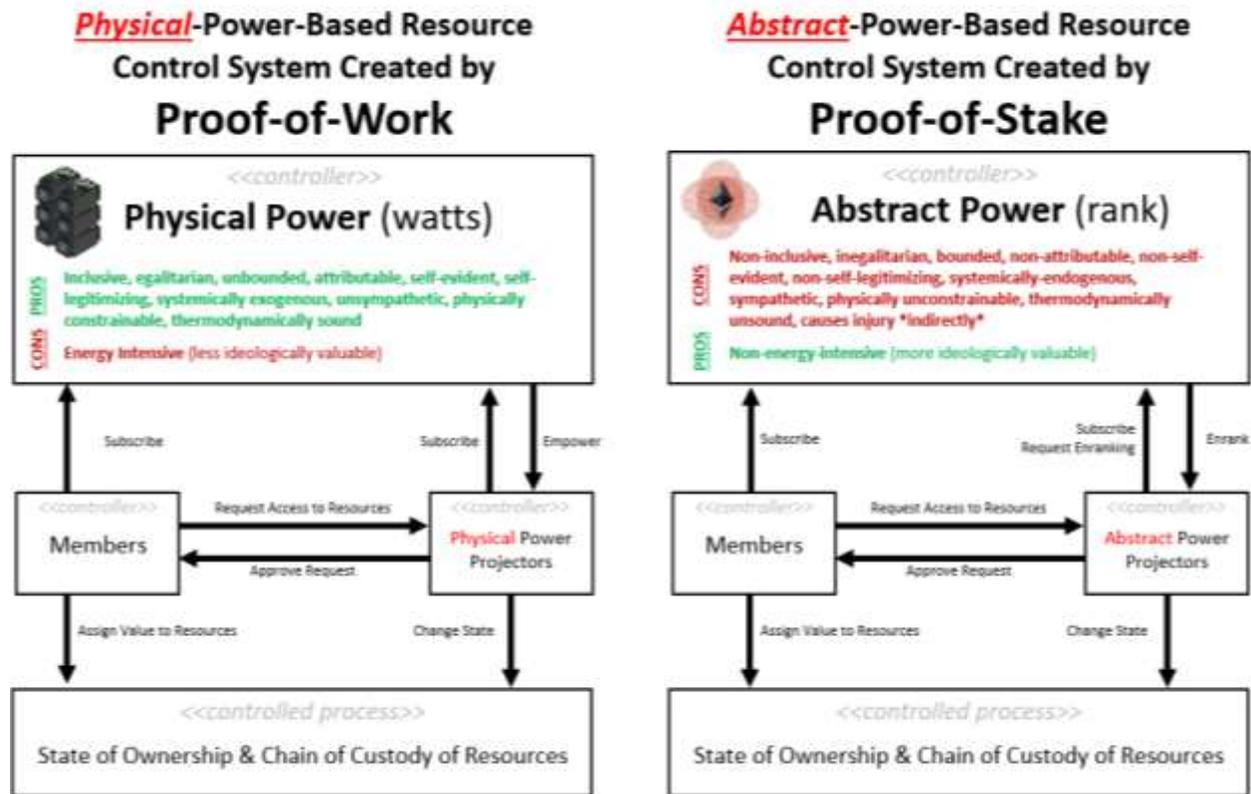 Physical-Power-Based Resource
Control System Created by
Proof-of-Work
<<controller>>
Physical Power (watts)
PROS
Inclusive, egalitarian, unbounded, attributable, self-evident, self-
legitimizing, systemically exogenous, unsympathetic, physically
constrainable, thermodynamically sound
CONS
Energy Intensive (less ideologically valuable)
Subscribe
Subscribe
Empower
<<controller>>
Members
Request Access to Resources
Approve Request
<<controller>>
Physical Power
Projectors
Assign Value to Resources
Change State
<<controlled process>>
State of Ownership & Chain of Custody of Resources
Abstract-Power-Based Resource
Control System Created by
Proof-of-Stake
<<controller>>
Abstract Power (rank)
CONS
Non-inclusive, inegalitarian, bounded, non-attributable, non-self-
evident, non-self-legitimizing, systemically-endogenous,
sympathetic, physically unconstrainable, thermodynamically
unsound, causes injury *indirectly*
PROS
Non-energy-intensive (more ideologically valuable)
Subscribe
Subscribe
Request Enranking
Enrank
<<controller>>
Members
Request Access to Resources
Approve Request
<<controller>>
Abstract Power
Projectors
Assign Value to Resources
Change State
<<controlled process>>
State of Ownership & Chain of Custody of Resources